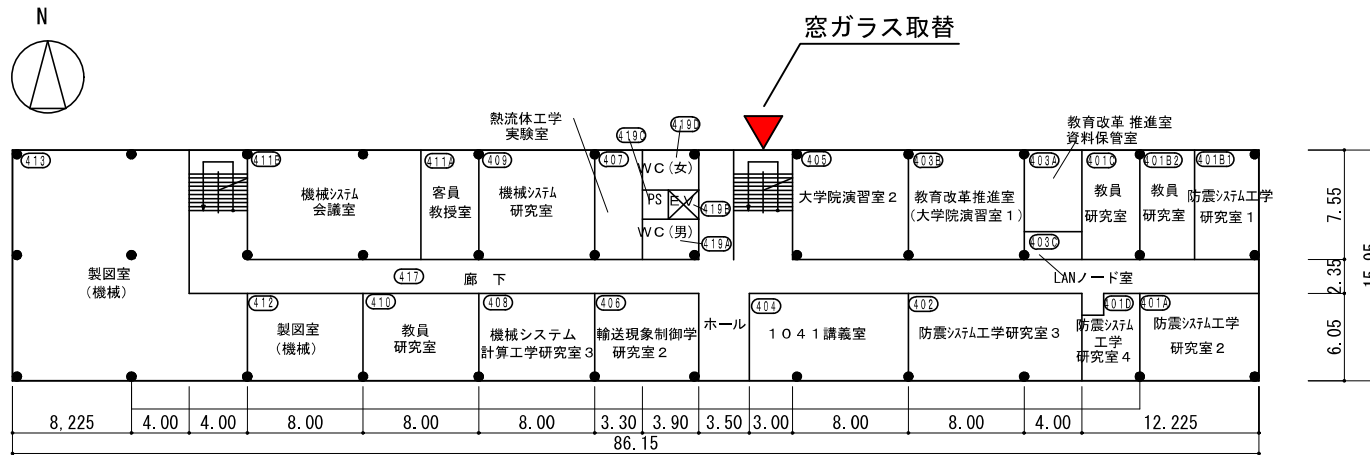 N
窓ガラス取替
熱流体工学
実験室
教育改革 推進室
資料保管室
413
411B
411A
409
407
419C
419D
405
403B
403A
401C
401B2
401B1
機械システム
会議室
客員
教授室
機械システム
研究室
WC(女)
PS
EV
419B
WC(男)
419A
大学院演習室2
教育改革推進室
(大学院演習室1)
教員
研究室
教員
研究室
防震システム工学
研究室1
403C
LANノード室
製図室
(機械)
417
廊 下
412
製図室
(機械)
410
教員
研究室
408
機械システム
計算工学研究室3
406
輸送現象制御学
研究室2
ホール
404
1041講義室
402
防震システム工学研究室3
401D
防震システム
工学
研究室4
401A
防震システム工学
研究室2
7.55
2.35
6.05
15.95
8,225
4.00
4.00
8.00
8.00
8.00
3.30
3.90
3.50
3.00
8.00
8.00
4.00
12.225
86.15